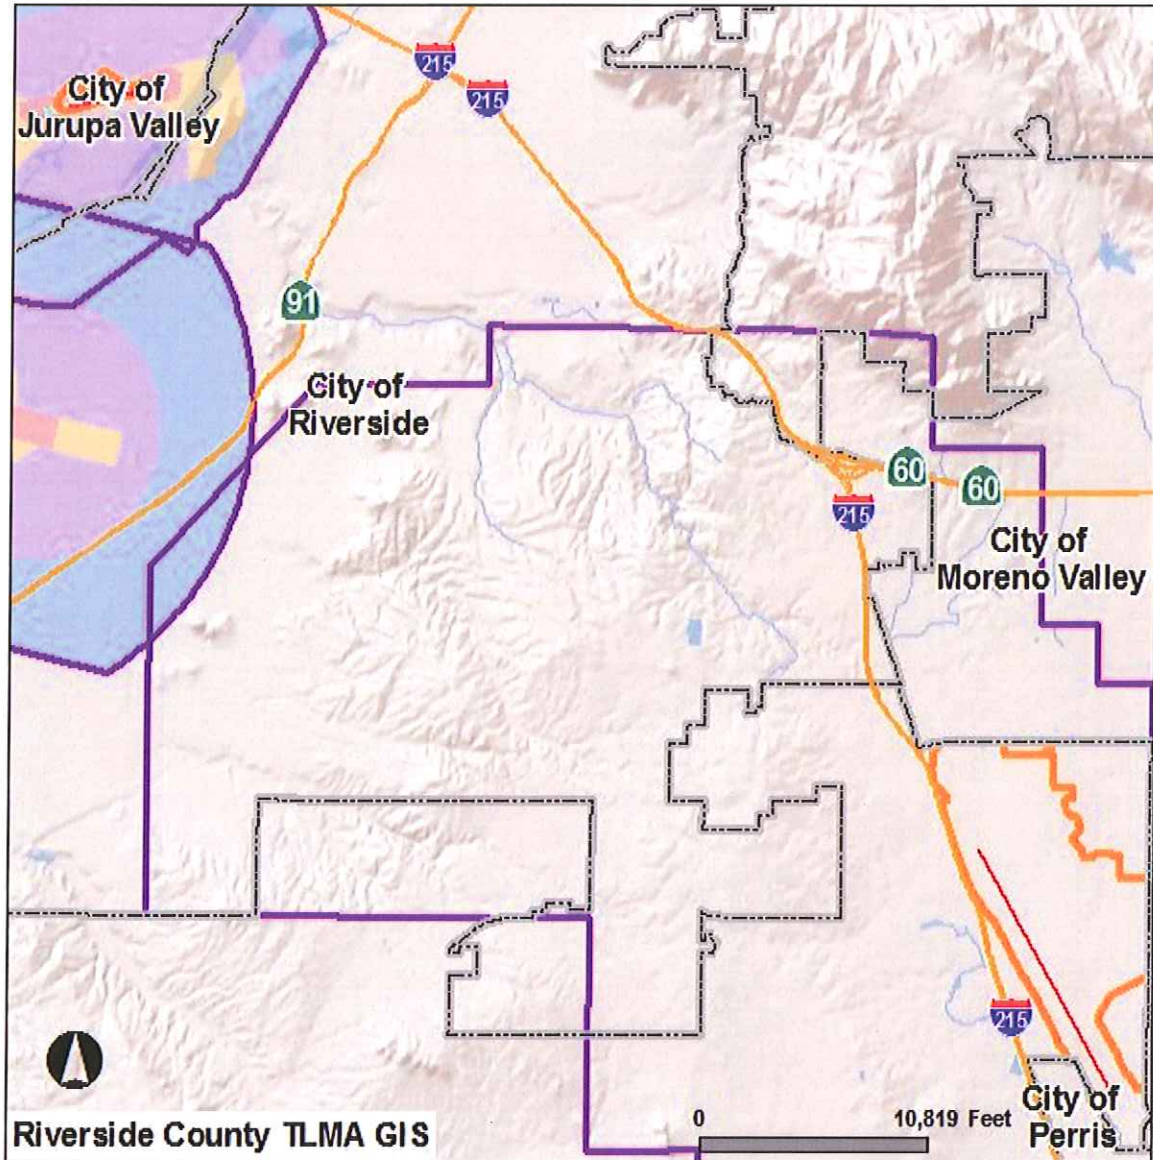 215
215
City of
Jurupa Valley
91
City of
Riverside
60
60
215
City of
Moreno Valley
215
0
10,819 Feet
City of
Perris
Riverside County TLMA GIS